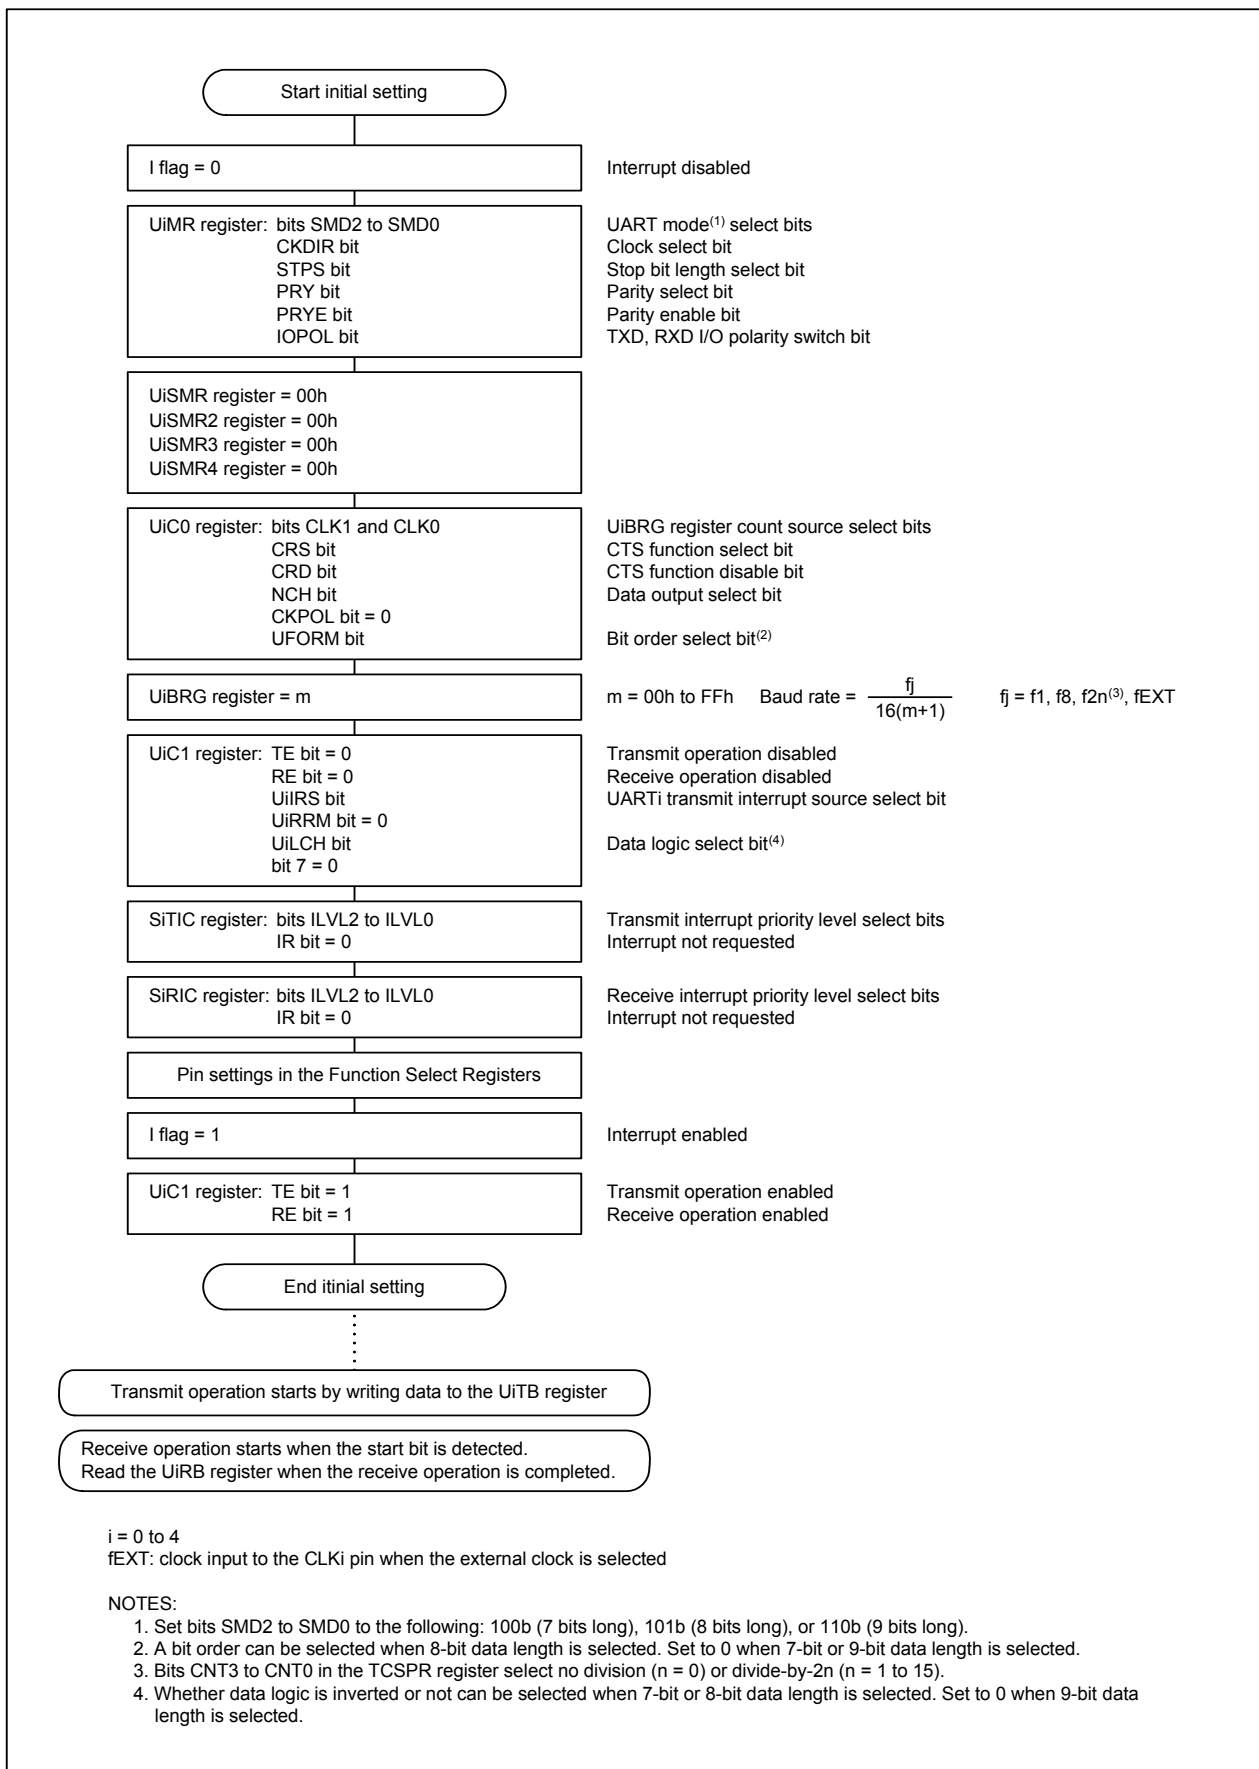 Start initial setting
I flag = 0 Interrupt disabled
UiMR register: bits SMD2 to SMD0 UART mode(1) select bits
CKDIR bit Clock select bit
STPS bit Stop bit length select bit
PRY bit Parity select bit
PRYE bit Parity enable bit
IOPOL bit TXD, RXD I/O polarity switch bit
UiSMR register = 00h
UiSMR2 register = 00h
UiSMR3 register = 00h
UiSMR4 register = 00h
UiC0 register: bits CLK1 and CLK0 UiBRG register count source select bits
CRS bit CTS function select bit
CRD bit CTS function disable bit
NCH bit Data output select bit
CKPOL bit = 0
UFORM bit Bit order select bit(2)
UiBRG register = m m = 00h to FFh Baud rate = fj / 16(m+1) fj = f1, f8, f2n(3), fEXT
UiC1 register: TE bit = 0 Transmit operation disabled
RE bit = 0 Receive operation disabled
UiIRS bit UARTi transmit interrupt source select bit
UiRRM bit = 0
UiLCH bit Data logic select bit(4)
bit 7 = 0
SiTIC register: bits ILVL2 to ILVL0 Transmit interrupt priority level select bits
IR bit = 0 Interrupt not requested
SiRIC register: bits ILVL2 to ILVL0 Receive interrupt priority level select bits
IR bit = 0 Interrupt not requested
Pin settings in the Function Select Registers
I flag = 1 Interrupt enabled
UiC1 register: TE bit = 1 Transmit operation enabled
RE bit = 1 Receive operation enabled
End itinial setting
Transmit operation starts by writing data to the UiTB register
Receive operation starts when the start bit is detected.
Read the UiRB register when the receive operation is completed.
i = 0 to 4
fEXT: clock input to the CLKi pin when the external clock is selected
NOTES:
1. Set bits SMD2 to SMD0 to the following: 100b (7 bits long), 101b (8 bits long), or 110b (9 bits long).
2. A bit order can be selected when 8-bit data length is selected. Set to 0 when 7-bit or 9-bit data length is selected.
3. Bits CNT3 to CNT0 in the TCSPR register select no division (n = 0) or divide-by-2n (n = 1 to 15).
4. Whether data logic is inverted or not can be selected when 7-bit or 8-bit data length is selected. Set to 0 when 9-bit data
length is selected.